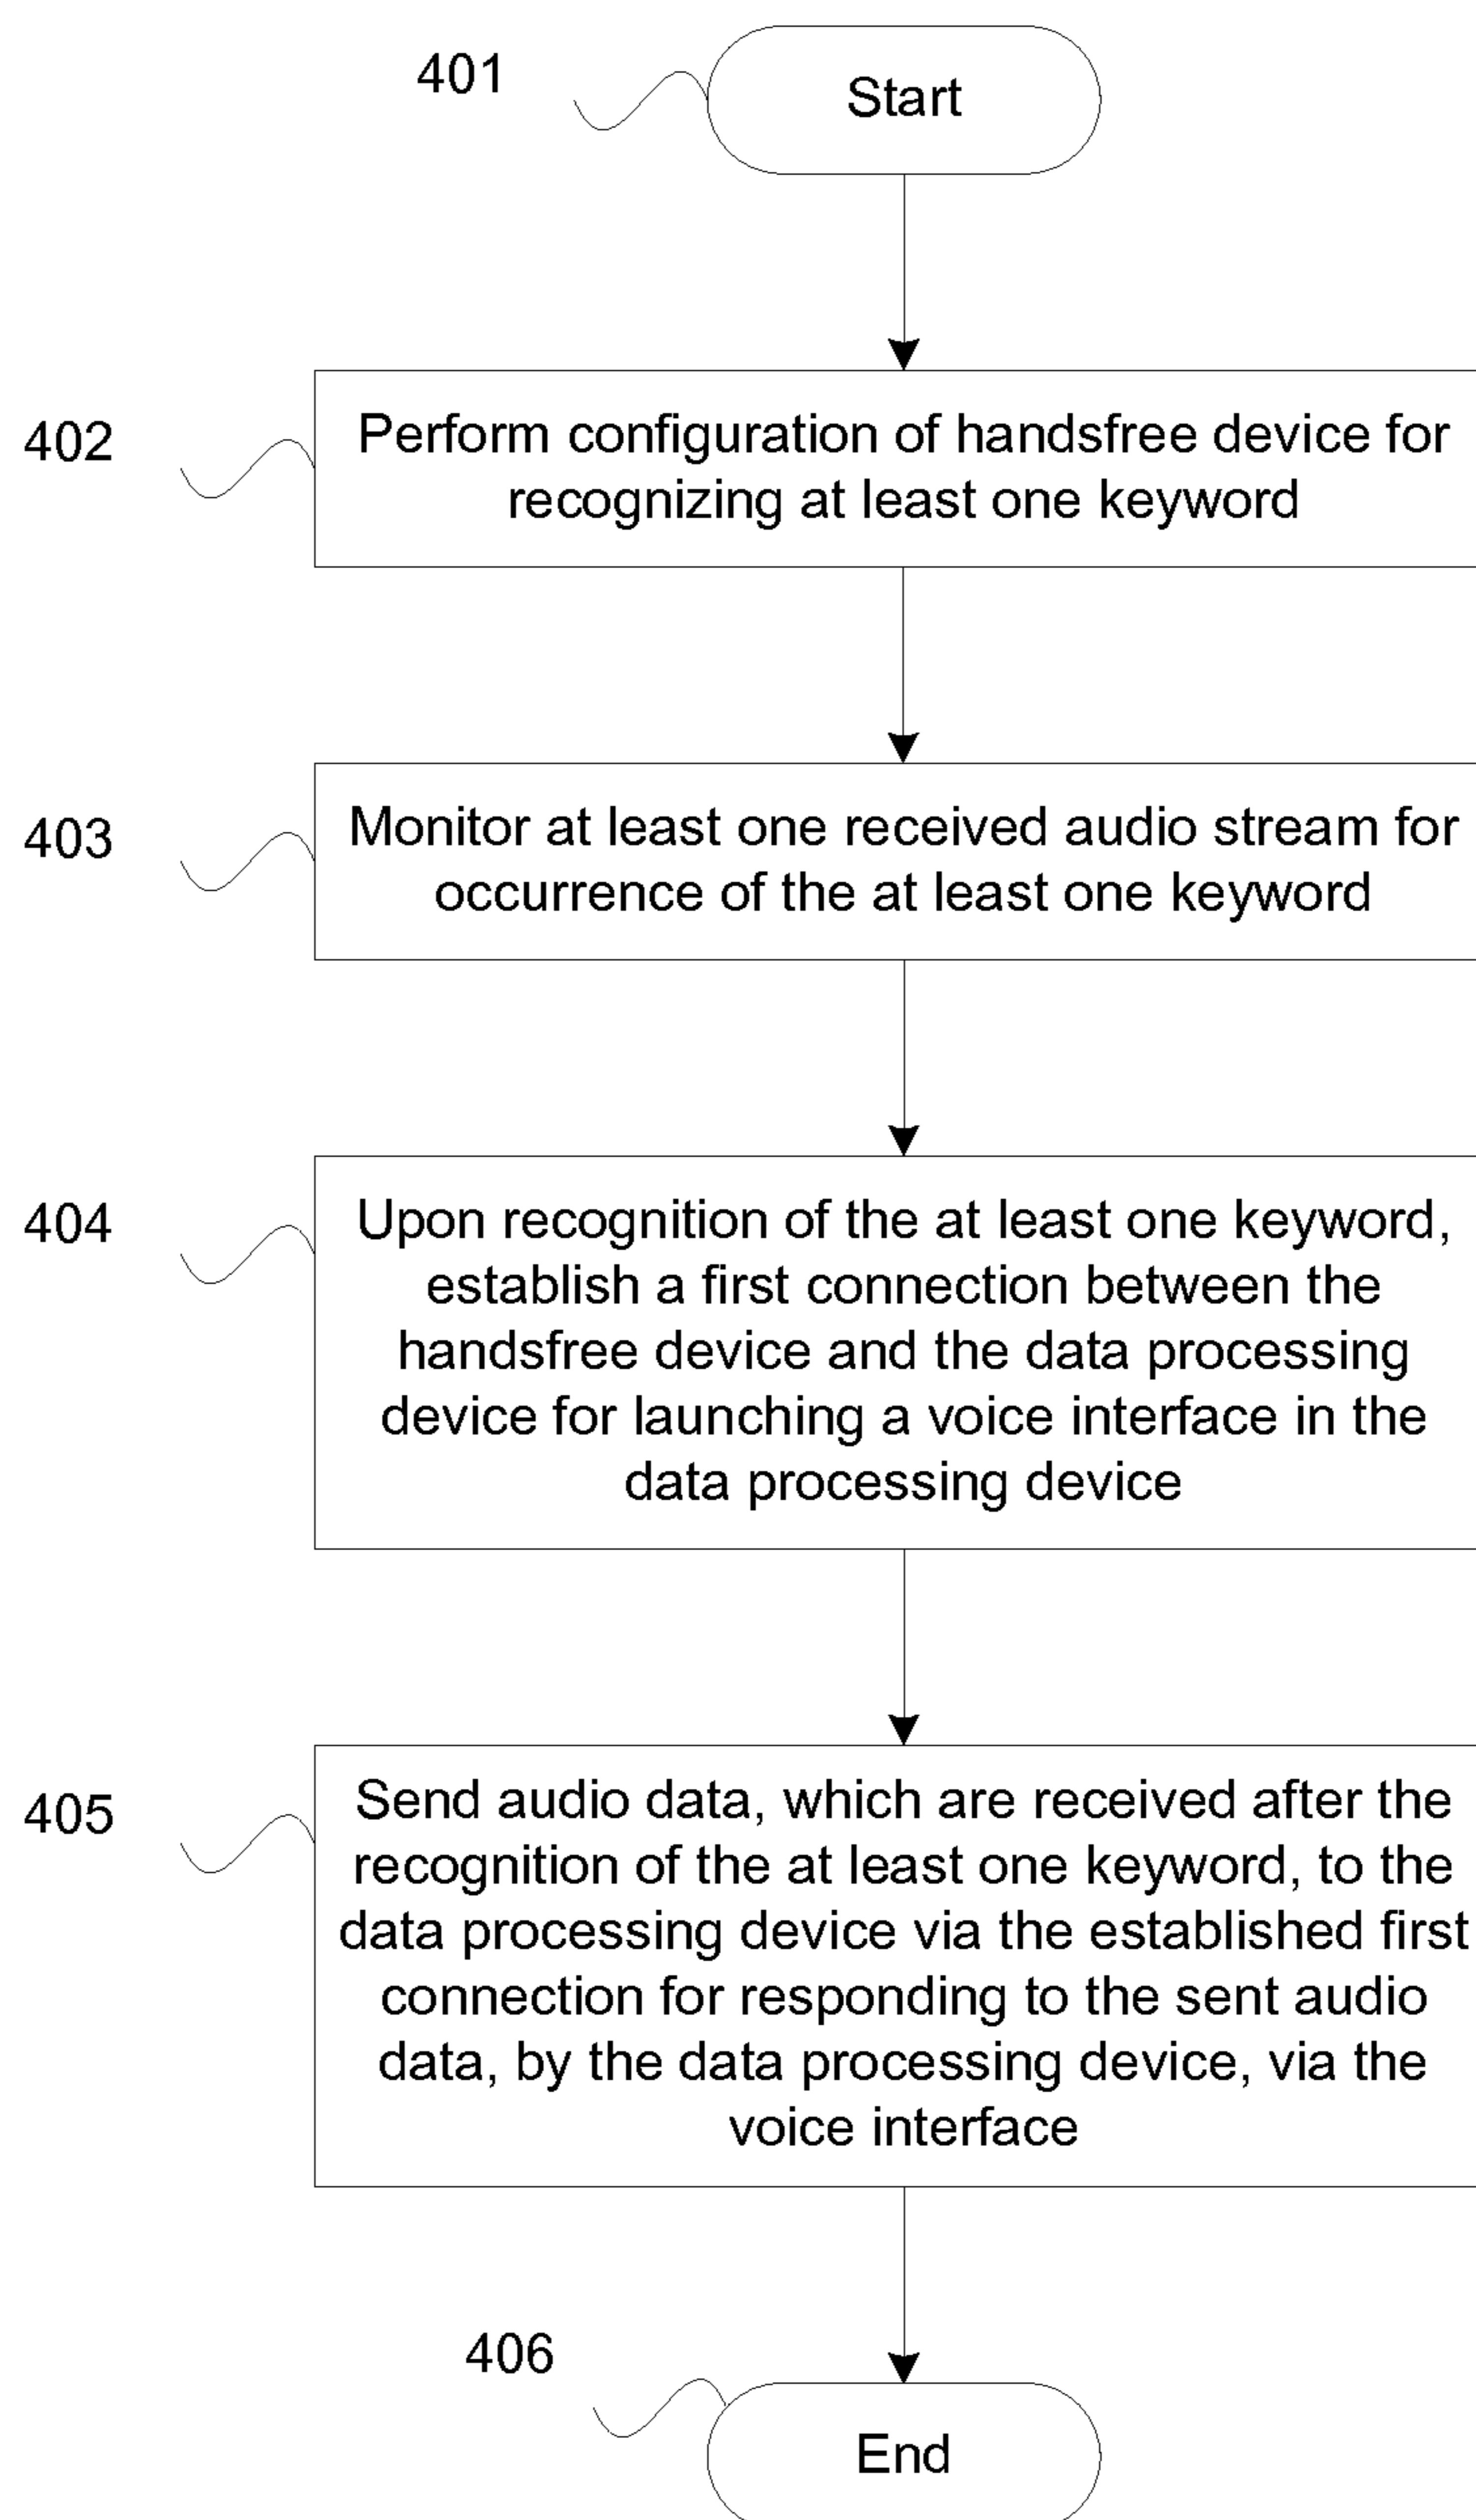 401
Start
402
Perform configuration of handsfree device for
recognizing at least one keyword
403
Monitor at least one received audio stream for
occurrence of the at least one keyword
404
Upon recognition of the at least one keyword,
establish a first connection between the
handsfree device and the data processing
device for launching a voice interface in the
data processing device
405
Send audio data, which are received after the
recognition of the at least one keyword, to the
data processing device via the established first
connection for responding to the sent audio
data, by the data processing device, via the
voice interface
406
End